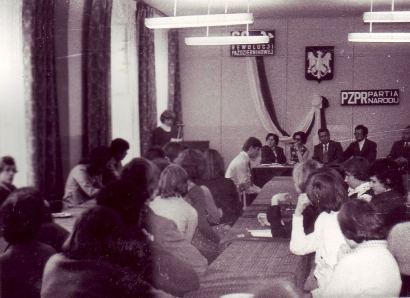 REWOLUCJI
PAŹDZIERNIKOWEJ
PZPR PARTIA
NARODU